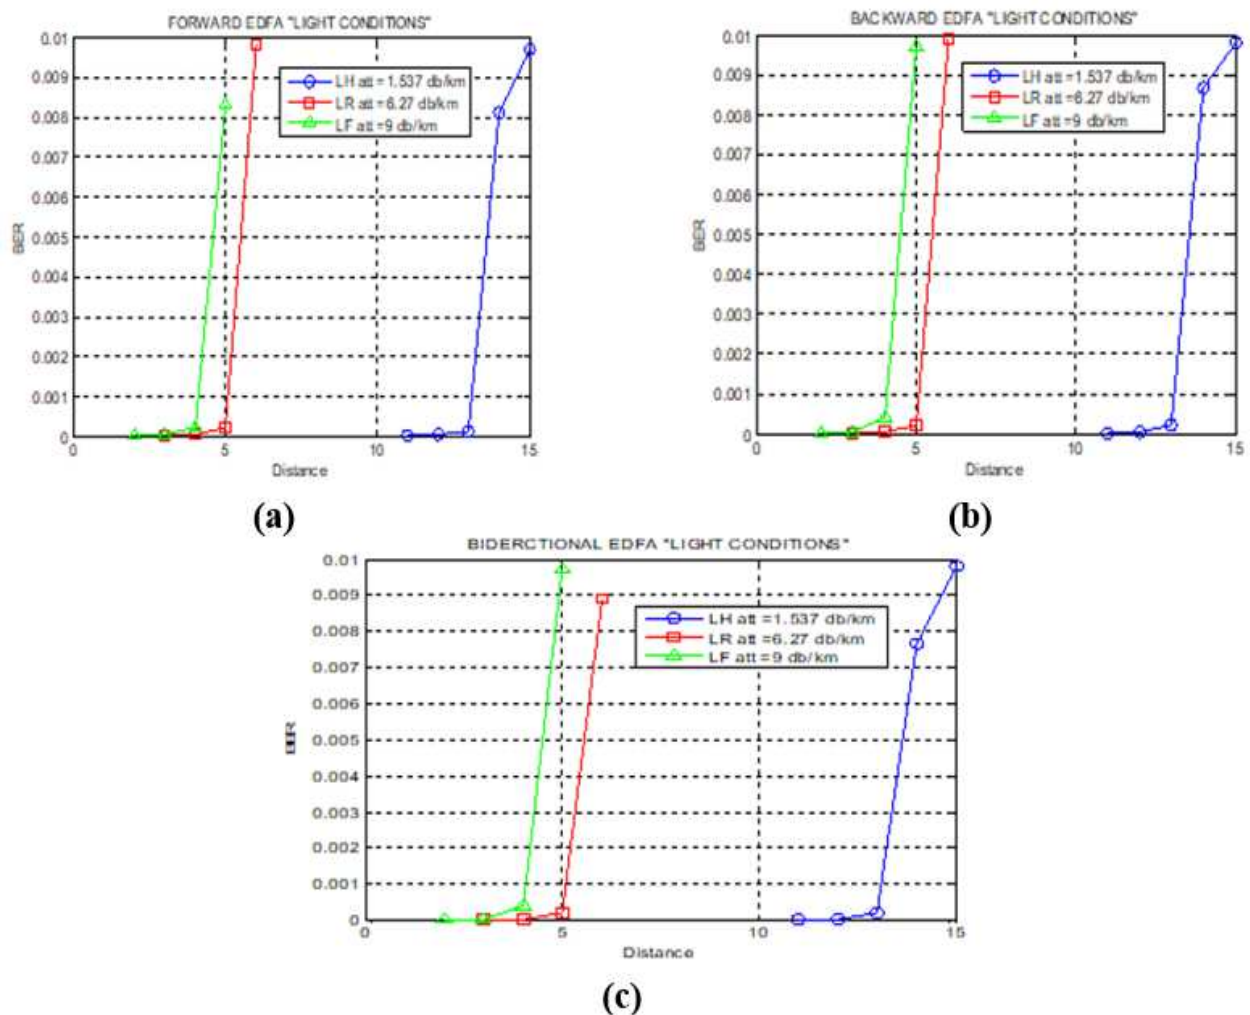 FORWARD EDFA "LIGHT CONDITIONS"
0.01
0.009
0.008
0.007
0.006
0.005
0.004
0.003
0.002
0.001
0
BER
LH att =1.537 db/km
LR att =6.27 db/km
LF att =9 db/km
0 5 10 15
Distance
(a)
BACKWARD EDFA "LIGHT CONDITIONS"
0.01
0.009
0.008
0.007
0.006
0.005
0.004
0.003
0.002
0.001
0
BER
LH att =1.537 db/km
LR att =6.27 db/km
LF att =9 db/km
0 5 10 15
Distance
(b)
BIDERCTIONAL EDFA "LIGHT CONDITIONS"
0.01
0.009
0.008
0.007
0.006
0.005
0.004
0.003
0.002
0.001
0
BER
LH att =1.537 db/km
LR att =6.27 db/km
LF att =9 db/km
0 5 10 15
Distance
(c)